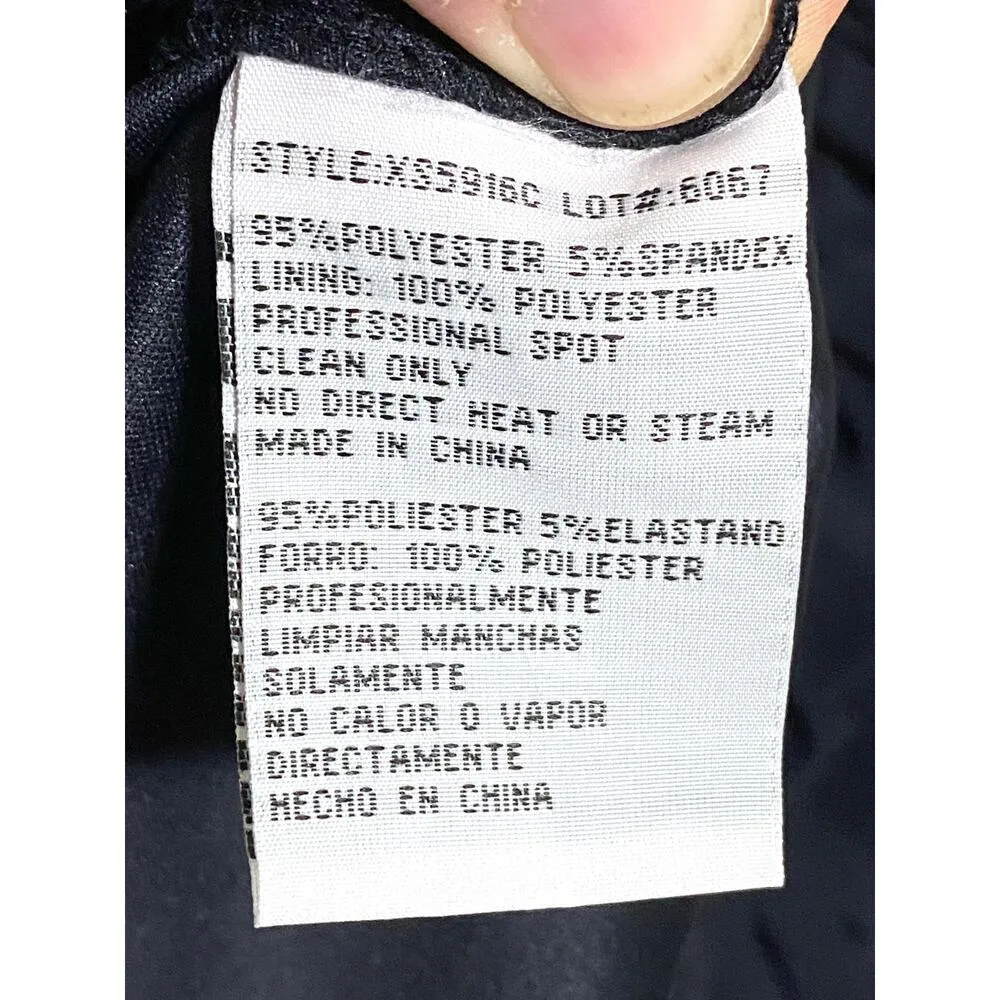 STYLE:XS5916C LOT#:6067
95%POLYESTER 5%SPANDEX
LINING: 100% POLYESTER
PROFESSIONAL SPOT
CLEAN ONLY
NO DIRECT HEAT OR STEAM
MADE IN CHINA
95%POLIESTER 5%ELASTANO
FORRO: 100% POLIESTER
PROFESIONALMENTE
LIMPIAR MANCHAS
SOLAMENTE
NO CALOR O VAPOR
DIRECTAMENTE
HECHO EN CHINA